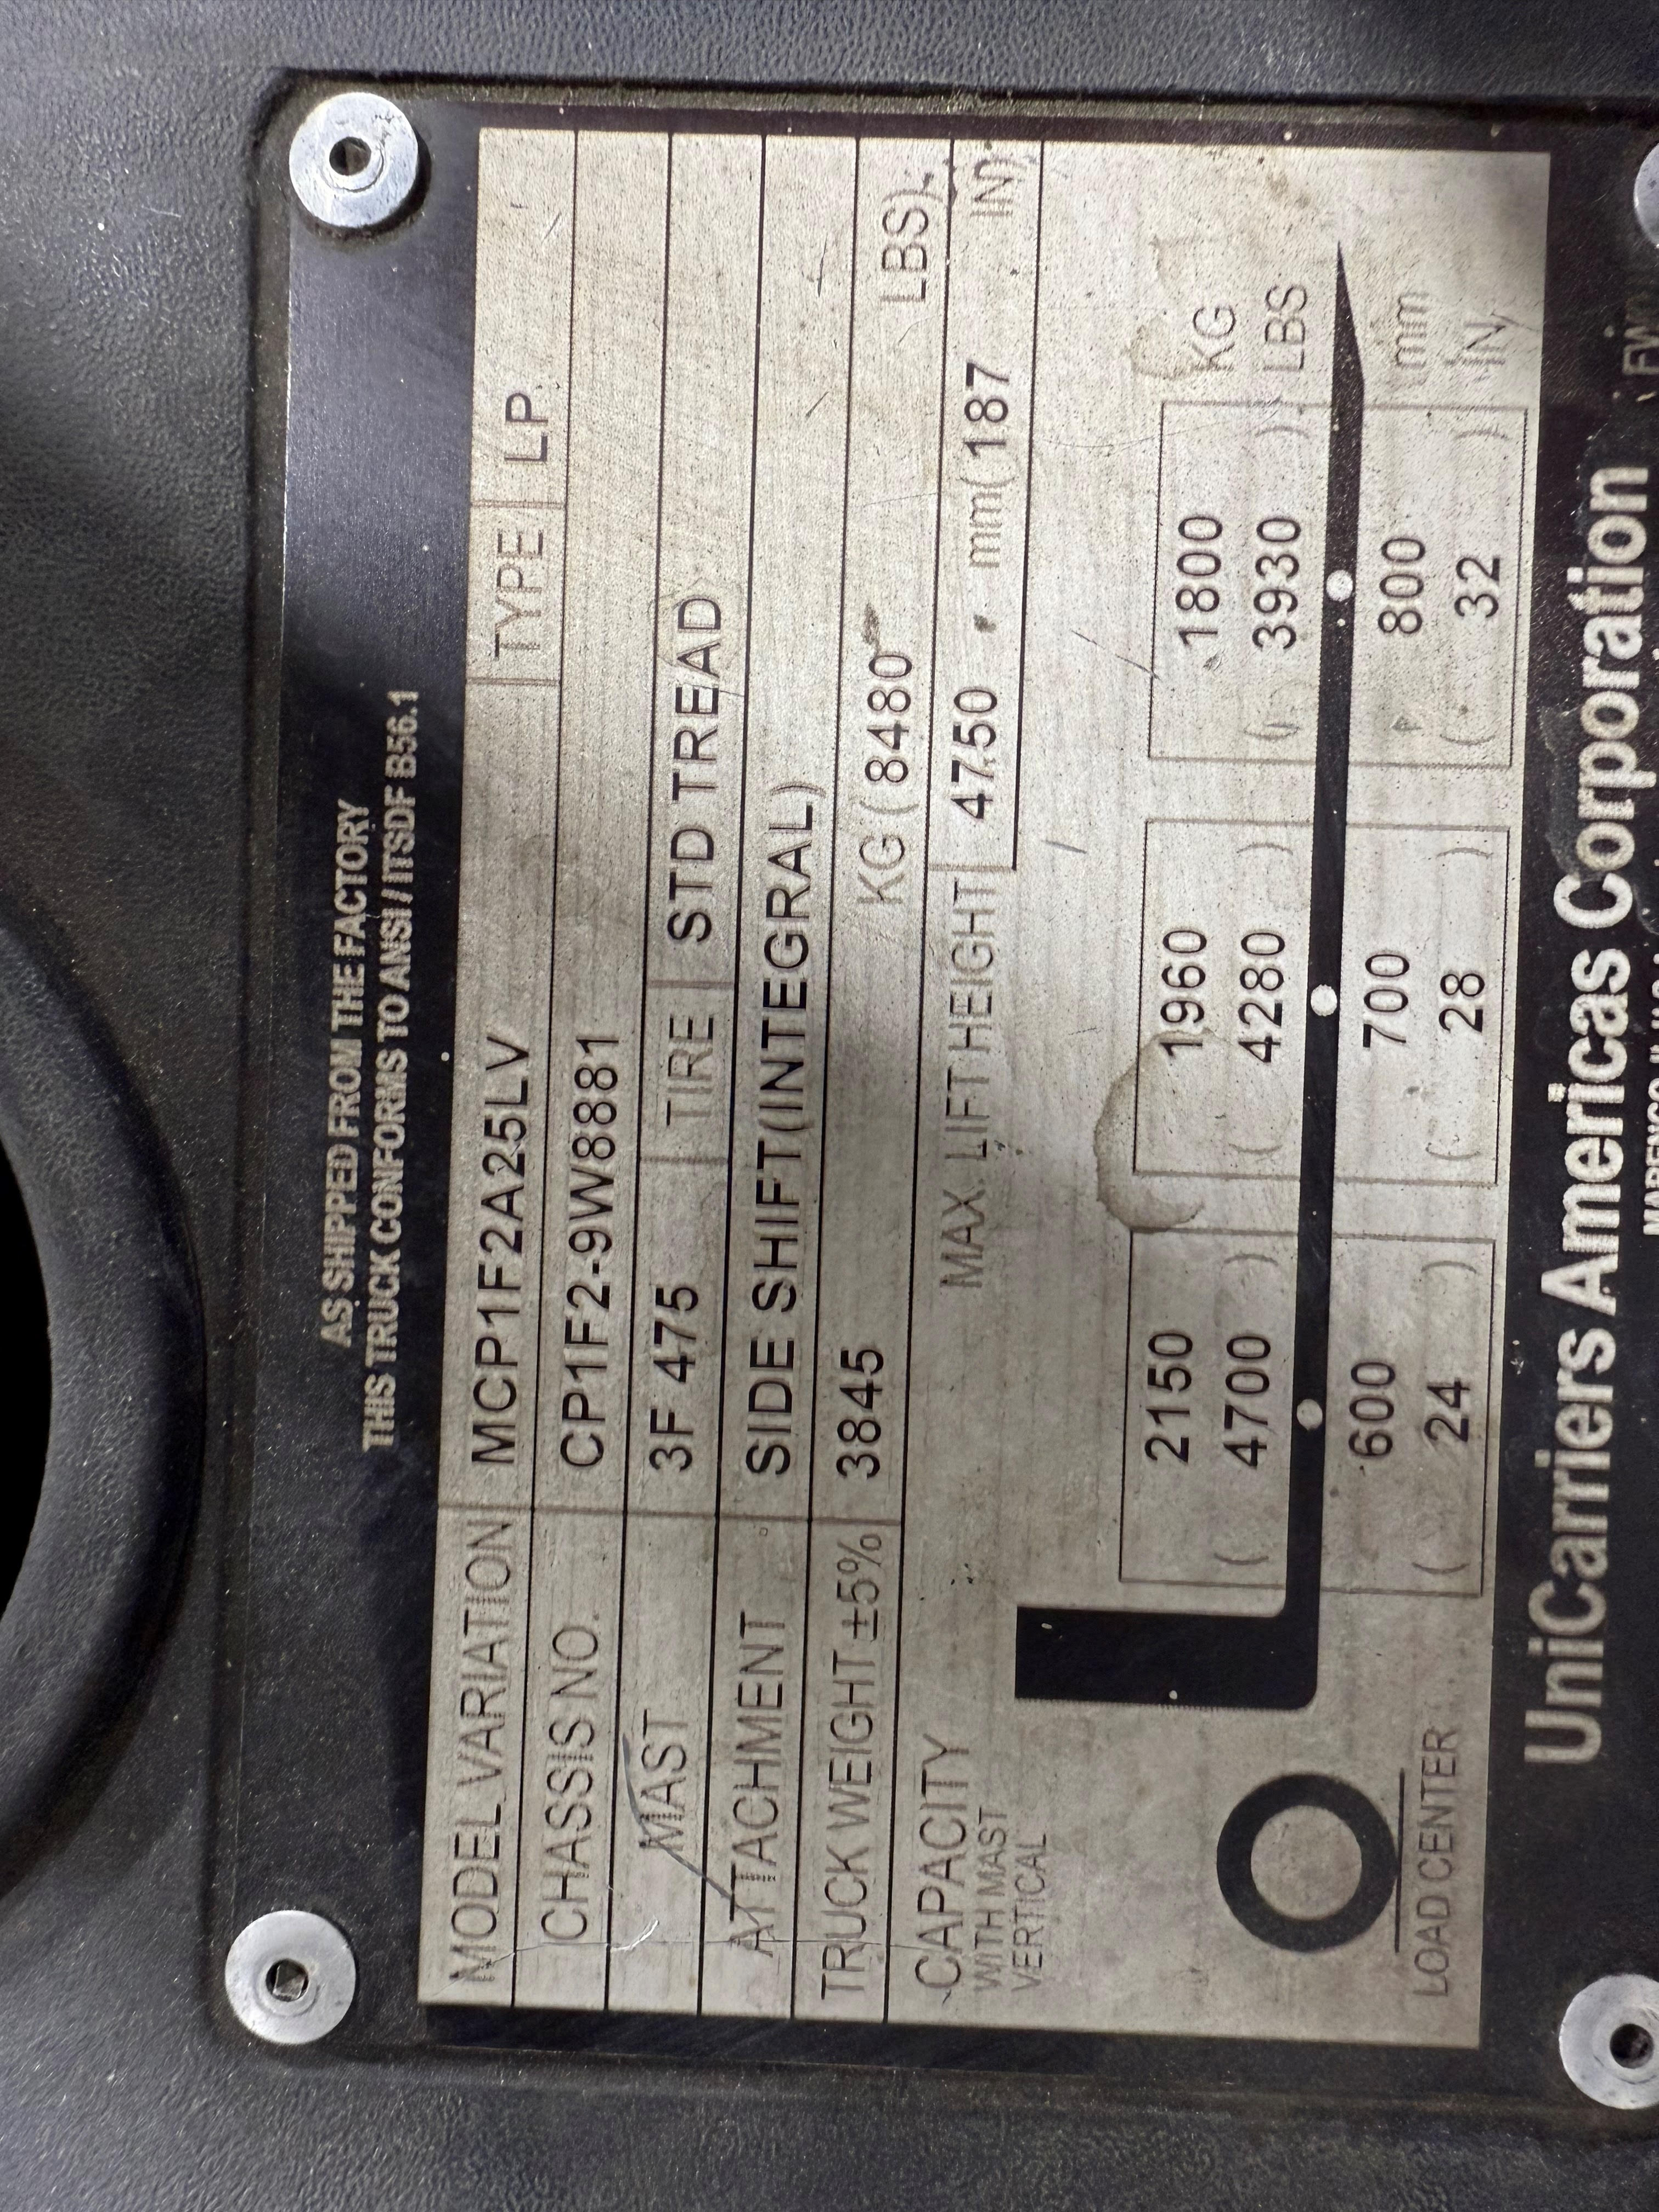 AS SHIPPED FROM THE FACTORY
THIS TRUCK CONFORMS TO ANSI / ITSDF B56.1
MODEL VARIATION MCP1F2A25LV TYPE LP
CHASSIS NO. CP1F2-9W8881
MAST 3F 475 TIRE STD TREAD
ATTACHMENT SIDE SHIFT(INTEGRAL)
TRUCK WEIGHT ±5% 3845 KG (8480 LBS)
CAPACITY MAX. LIFT HEIGHT 4750 mm(187 IN)
WITH MAST
VERTICAL
2150 1960 1800 KG
( 4700 ) ( 4280 ) ( 3930 ) LBS
600 700 800 mm
LOAD CENTER ( 24 ) ( 28 ) ( 32 ) IN
UniCarriers Americas Corporation